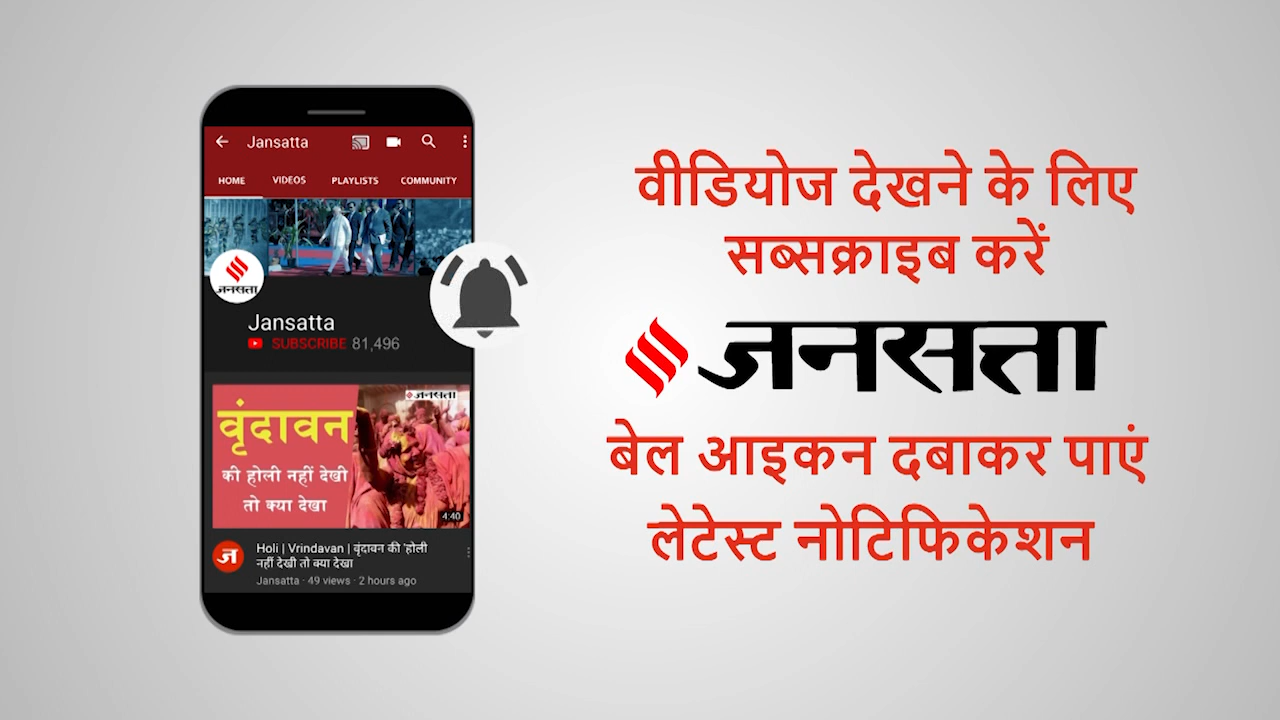 Jansatta
HOME VIDEOS PLAYLISTS COMMUNITY
जनसत्ता
Jansatta
SUBSCRIBE 81,496
जनसत्ता
वृंदावन
की होली नहीं देखी
तो क्या देखा
4:40
ज
Holi | Vrindavan | वृंदावन की 'होली
नहीं देखी तो क्या देखा
Jansatta · 49 views · 2 hours ago
वीडियोज देखने के लिए
सब्सक्राइब करें
जनसत्ता
बेल आइकन दबाकर पाएं
लेटेस्ट नोटिफिकेशन